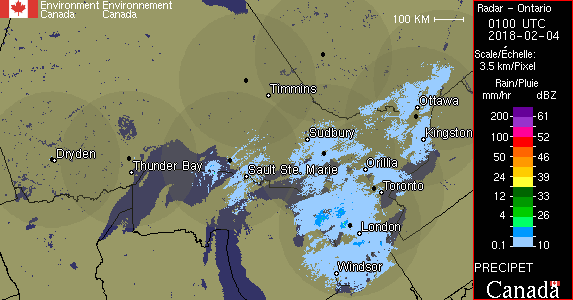 Environment Environnement
Canada Canada
100 KM
Timmins
Ottawa
Sudbury
Kingston
Dryden
Thunder Bay
Sault Ste. Marie
Orillia
Toronto
London
Windsor
Radar - Ontario
0100 UTC
2018-02-04
Scale/Échelle:
3.5 km/Pixel
Rain/Pluie
mm/hr dBZ
200 61
100 52
50 46
24 39
12 33
4 26
0.1 10
PRECIPET
Canada